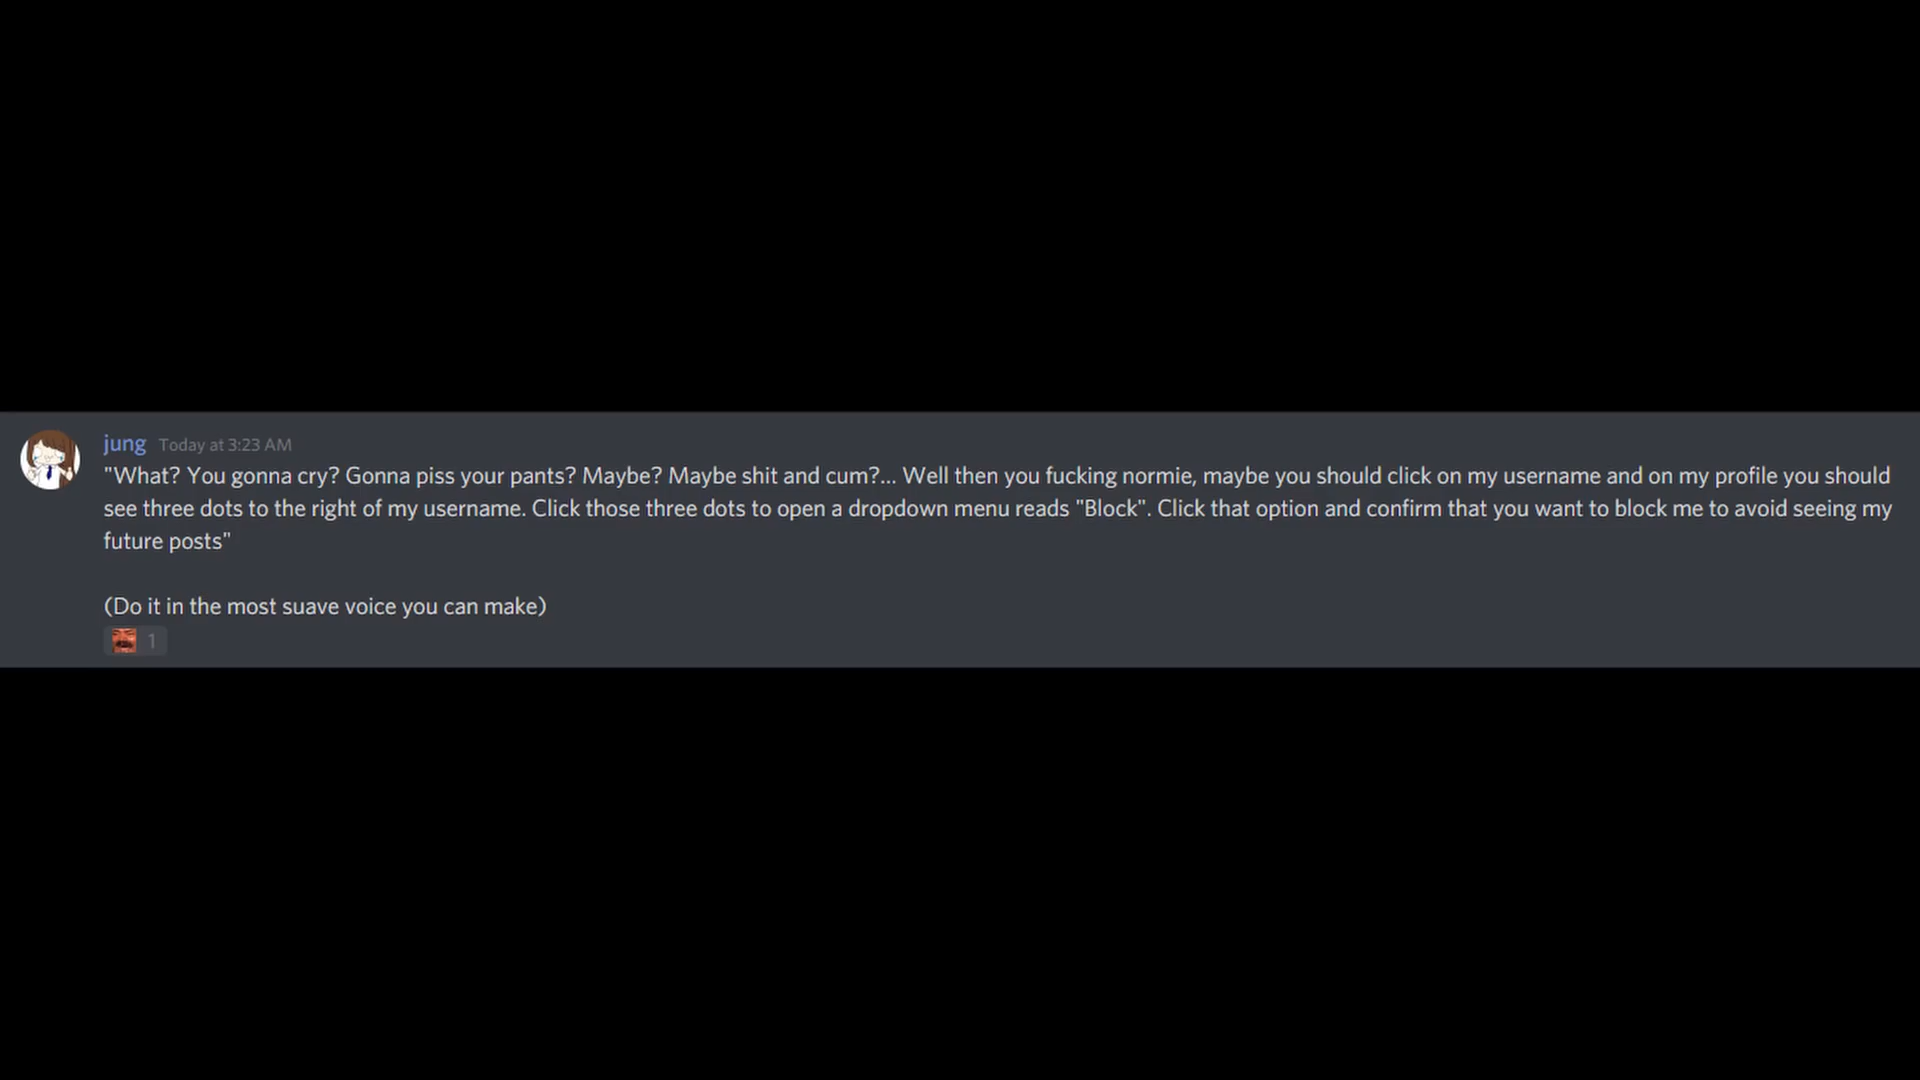 jung Today at 3:23 AM
"What? You gonna cry? Gonna piss your pants? Maybe? Maybe shit and cum?... Well then you fucking normie, maybe you should click on my username and on my profile you should
see three dots to the right of my username. Click those three dots to open a dropdown menu reads "Block". Click that option and confirm that you want to block me to avoid seeing my
future posts"
(Do it in the most suave voice you can make)
1